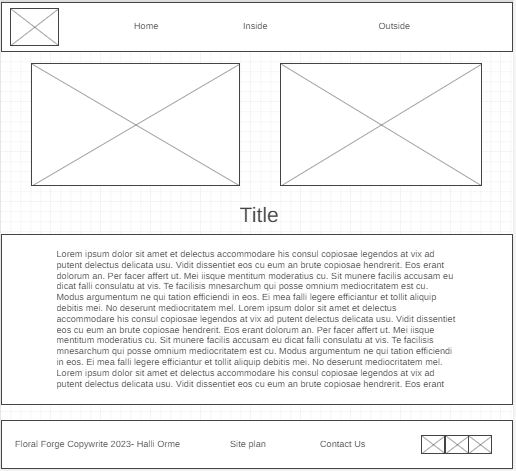 Home Inside Outside
Title
Lorem ipsum dolor sit amet et delectus accommodare his consul copiosae legendos at vix ad
putent delectus delicata usu. Vidit dissentiet eos cu eum an brute copiosae hendrerit. Eos erant
dolorum an. Per facer affert ut. Mei iisque mentitum moderatius cu. Sit munere facilis accusam eu
dicat falli consulatu at vis. Te facilisis mnesarchum qui posse omnium mediocritatem est cu.
Modus argumentum ne qui tation efficiendi in eos. Ei mea falli legere efficiantur et tollit aliquip
debitis mei. No deserunt mediocritatem mel. Lorem ipsum dolor sit amet et delectus
accommodare his consul copiosae legendos at vix ad putent delectus delicata usu. Vidit dissentiet
eos cu eum an brute copiosae hendrerit. Eos erant dolorum an. Per facer affert ut. Mei iisque
mentitum moderatius cu. Sit munere facilis accusam eu dicat falli consulatu at vis. Te facilisis
mnesarchum qui posse omnium mediocritatem est cu. Modus argumentum ne qui tation efficiendi
in eos. Ei mea falli legere efficiantur et tollit aliquip debitis mei. No deserunt mediocritatem mel.
Lorem ipsum dolor sit amet et delectus accommodare his consul copiosae legendos at vix ad
putent delectus delicata usu. Vidit dissentiet eos cu eum an brute copiosae hendrerit. Eos erant
Floral Forge Copywrite 2023- Halli Orme Site plan Contact Us